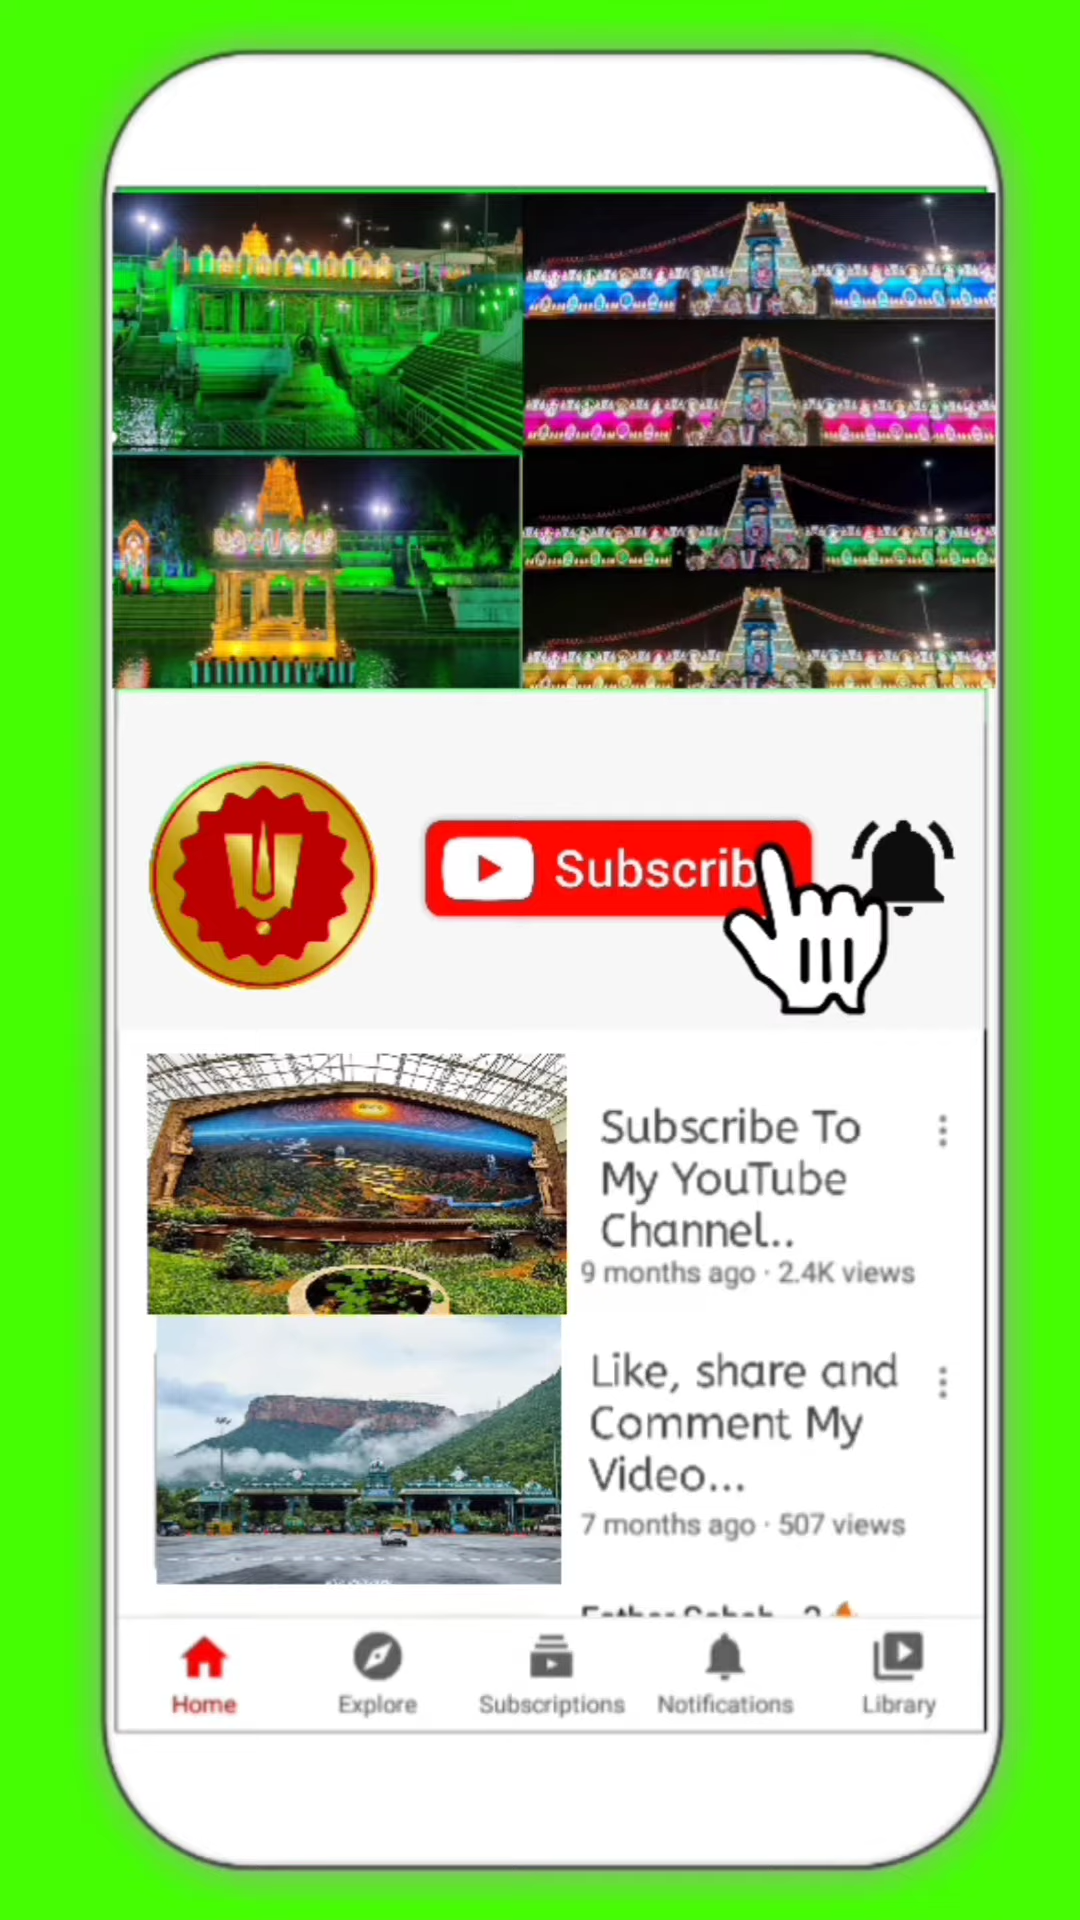 Subscrib
Subscribe To
My YouTube
Channel..
9 months ago · 2.4K views
Like, share and
Comment My
Video...
7 months ago · 507 views
Home
Explore
Subscriptions
Notifications
Library